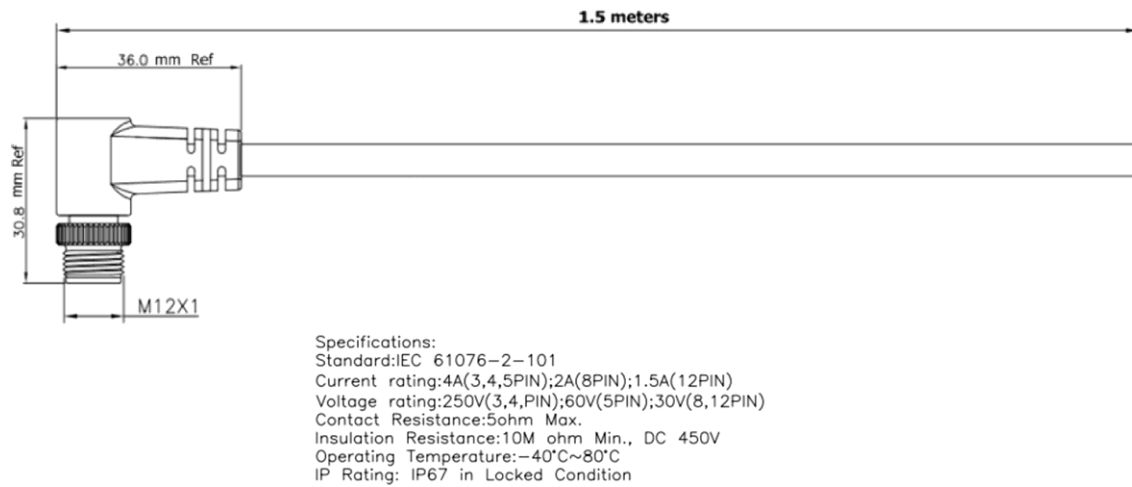 1.5 meters
36.0 mm Ref
30.8 mm Ref
M12X1
Specifications:
Standard:IEC 61076-2-101
Current rating:4A(3,4,5PIN);2A(8PIN);1.5A(12PIN)
Voltage rating:250V(3,4,PIN);60V(5PIN);30V(8,12PIN)
Contact Resistance:5ohm Max.
Insulation Resistance:10M ohm Min., DC 450V
Operating Temperature:-40°C~80°C
IP Rating: IP67 in Locked Condition